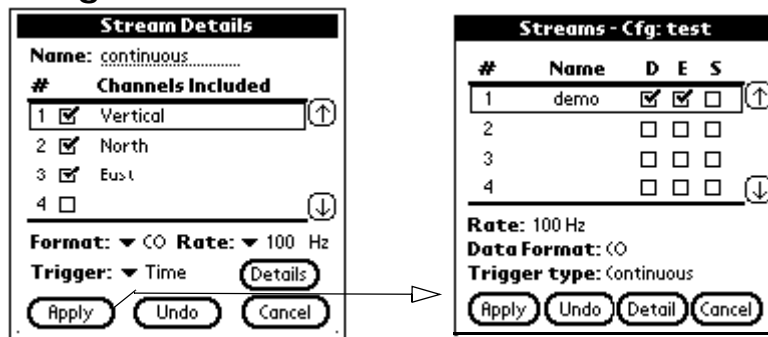 Stream Details
Name: continuous
# Channels Included
1 Vertical
2 North
3 East
4
Format: CO Rate: 100 Hz
Trigger: Time Details
Apply Undo Cancel
Streams - Cfg: test
# Name D E S
1 demo
2
3
4
Rate: 100 Hz
Data Format: CO
Trigger type: Continuous
Apply Undo Detail Cancel